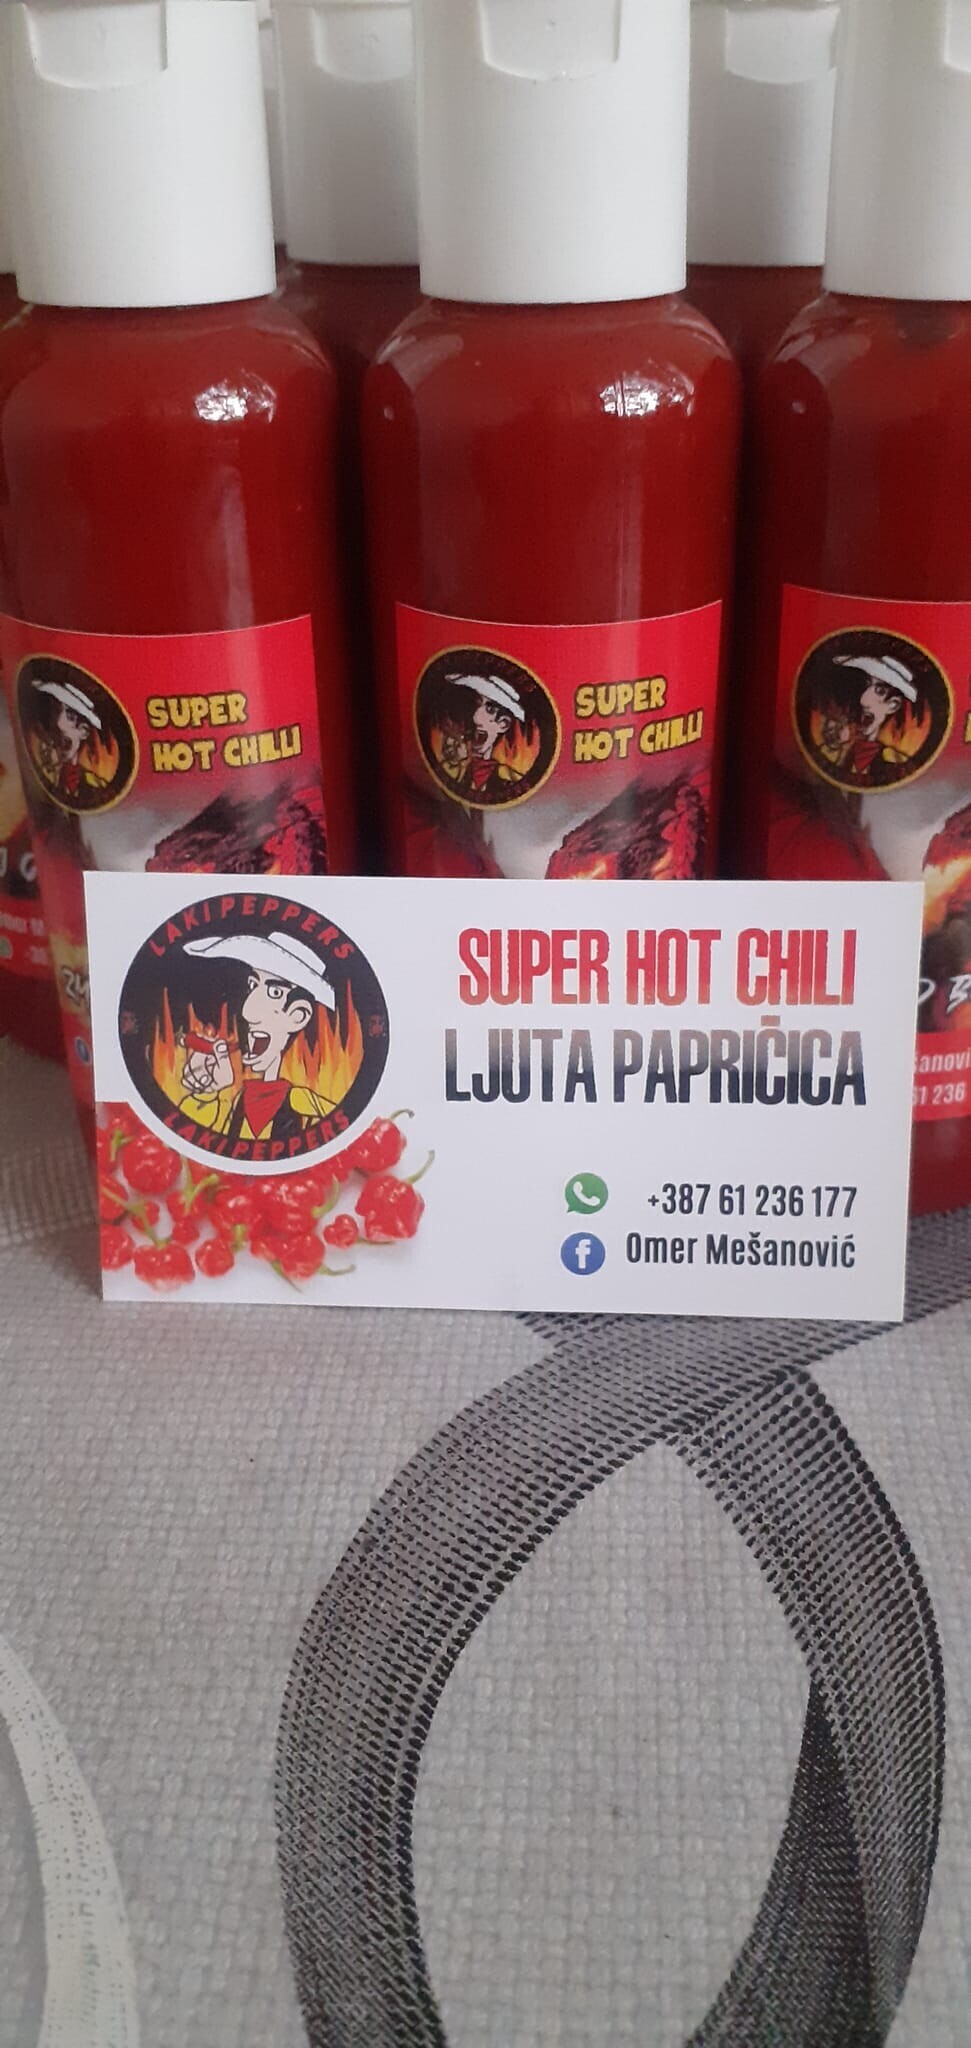 SUPER
HOT CHILLI
SUPER
HOT CHILLI
LAKI PEPPERS
SUPER HOT CHILI
LJUTA PAPRIČICA
LAKI PEPPERS
+387 61 236 177
Omer Mešanović